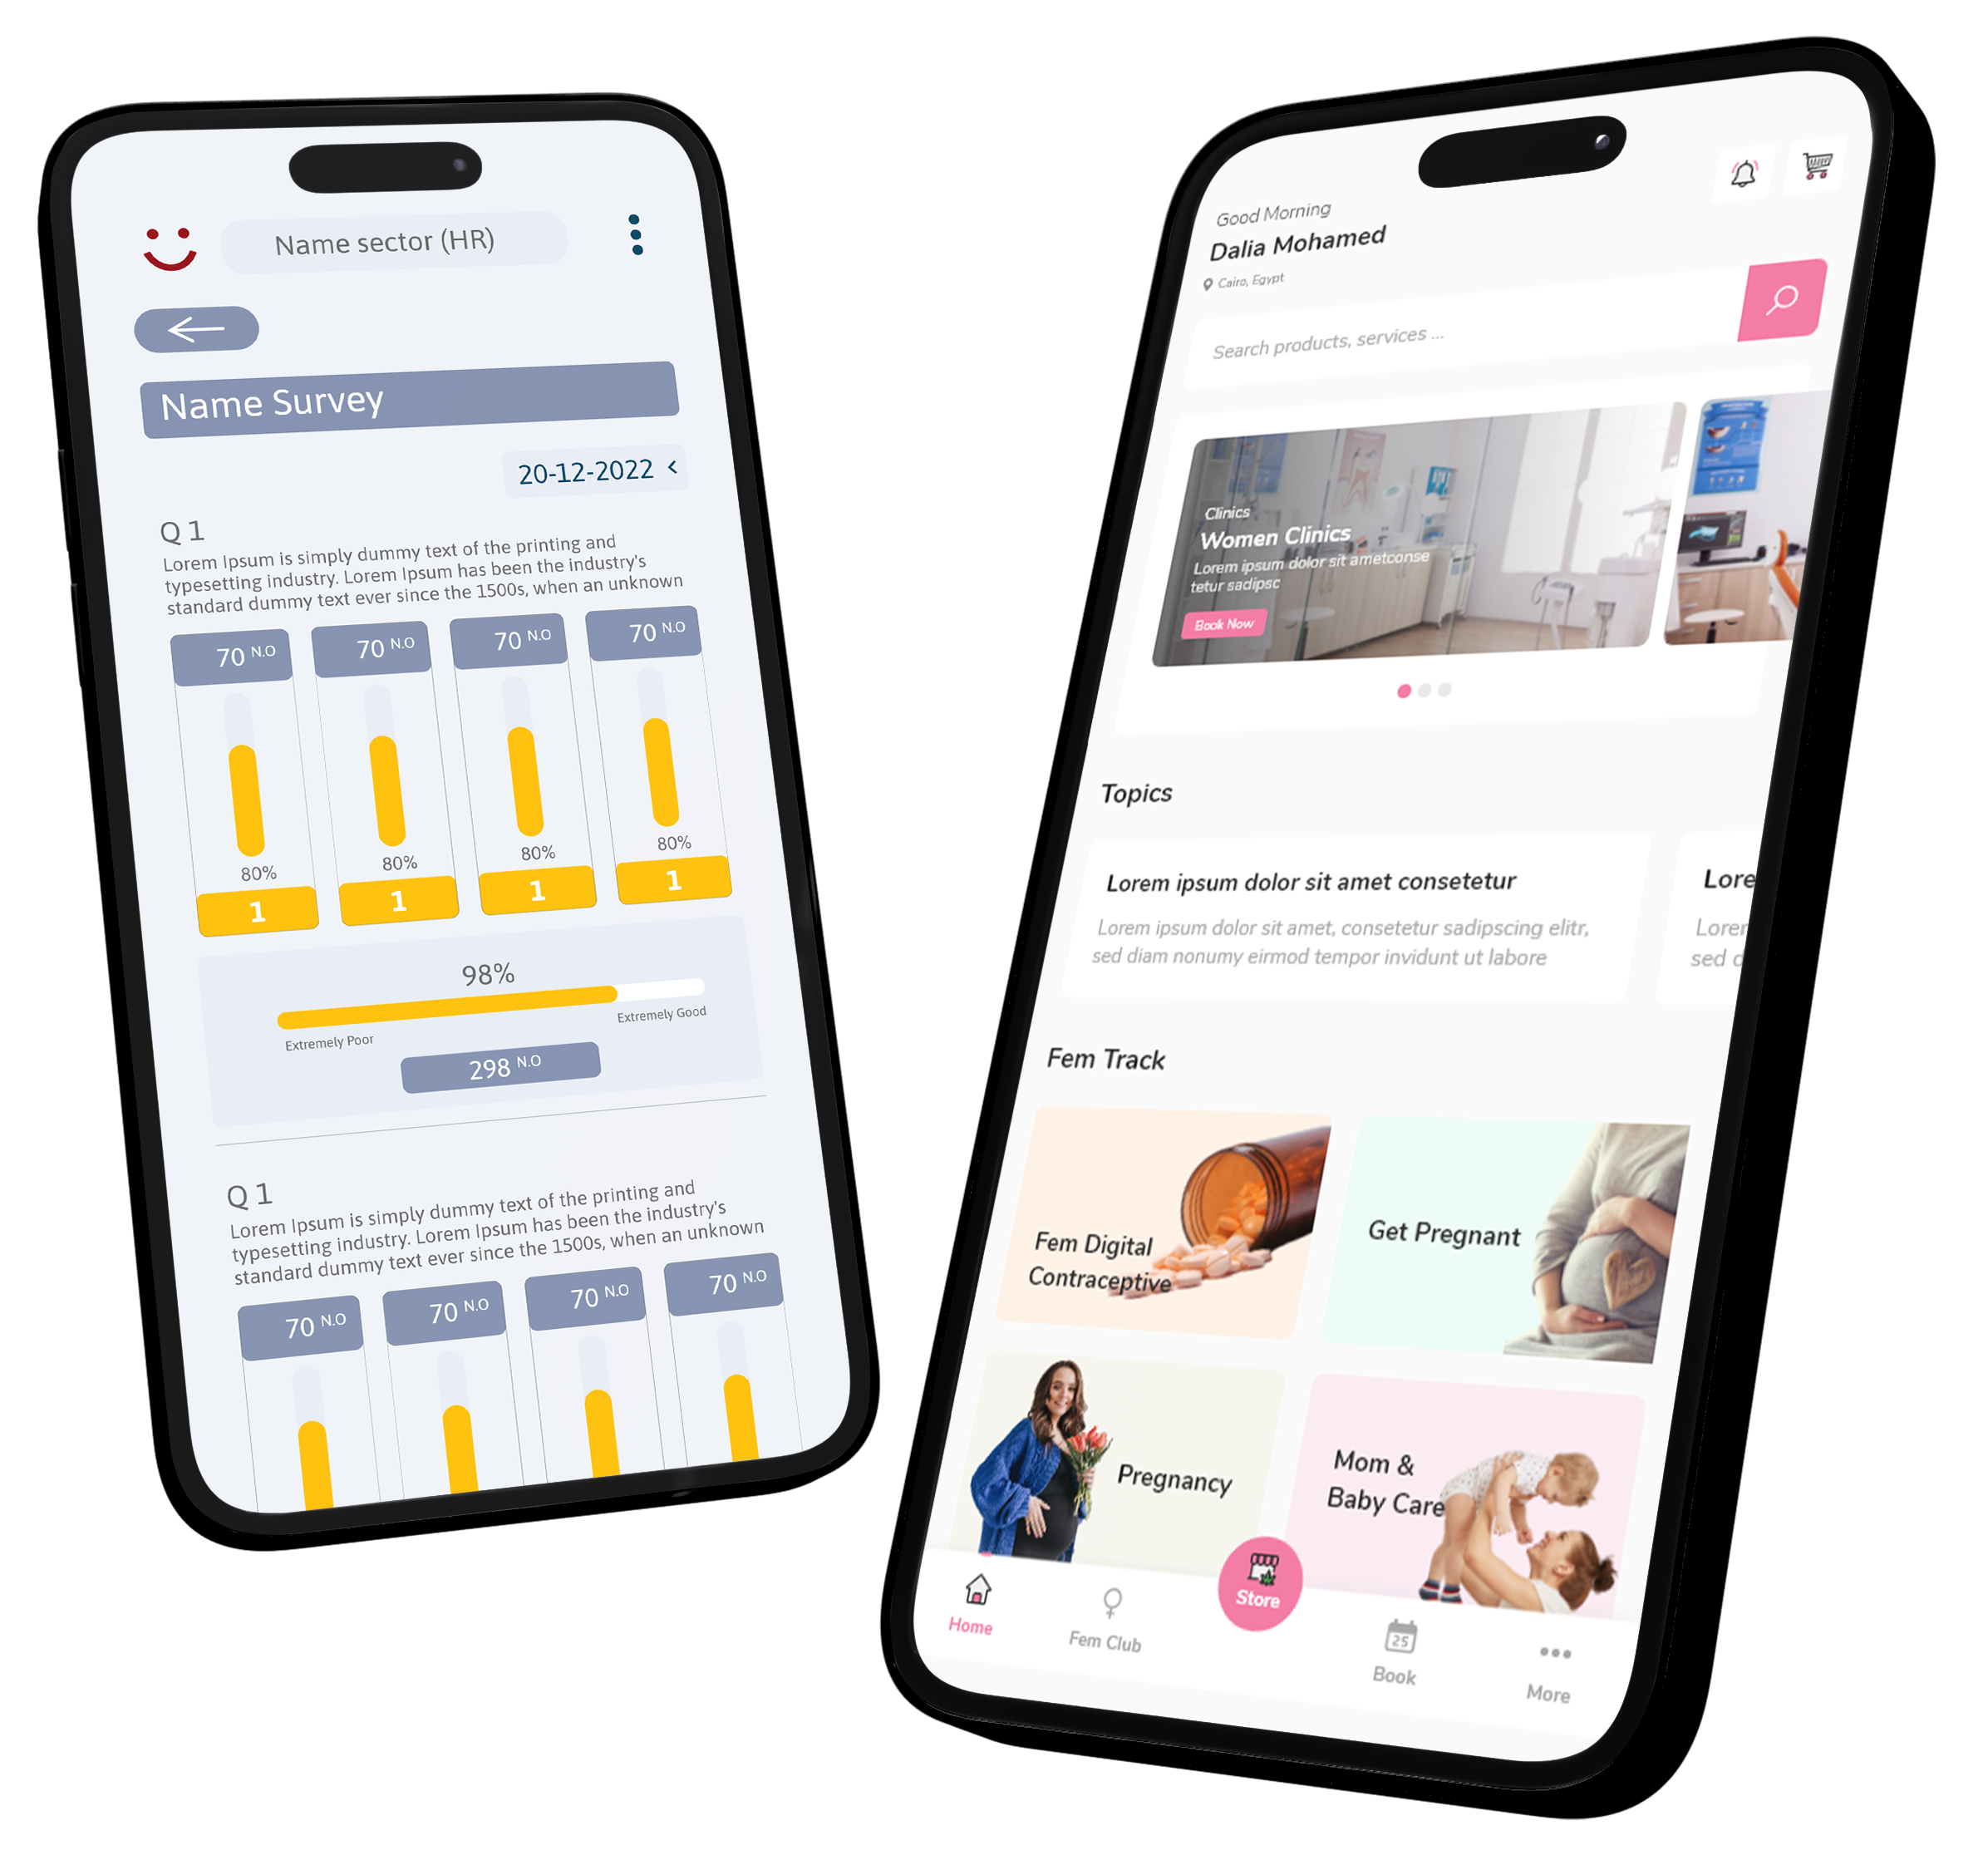 Name sector (HR)
Name Survey
20-12-2022
Q 1
Lorem Ipsum is simply dummy text of the printing and
typesetting industry. Lorem Ipsum has been the industry's
standard dummy text ever since the 1500s, when an unknown
70 N.O
70 N.O
70 N.O
70 N.O
80%
80%
80%
80%
1
1
1
1
98%
Extremely Poor
Extremely Good
298 N.O
Q 1
Lorem Ipsum is simply dummy text of the printing and
typesetting industry. Lorem Ipsum has been the industry's
standard dummy text ever since the 1500s, when an unknown
70 N.O
70 N.O
70 N.O
70 N.O
Good Morning
Dalia Mohamed
Cairo, Egypt
Search products, services ...
Clinics
Women Clinics
Lorem ipsum dolor sit ametconse
tetur sadipsc
Book Now
Topics
Lorem ipsum dolor sit amet consetetur
Lorem ipsum dolor sit amet, consetetur sadipscing elitr,
sed diam nonumy eirmod tempor invidunt ut labore
Lore
Lorer
sed d
Fem Track
Fem Digital
Contraceptive
Get Pregnant
Pregnancy
Mom &
Baby Care
Home
Fem Club
Store
25
Book
More